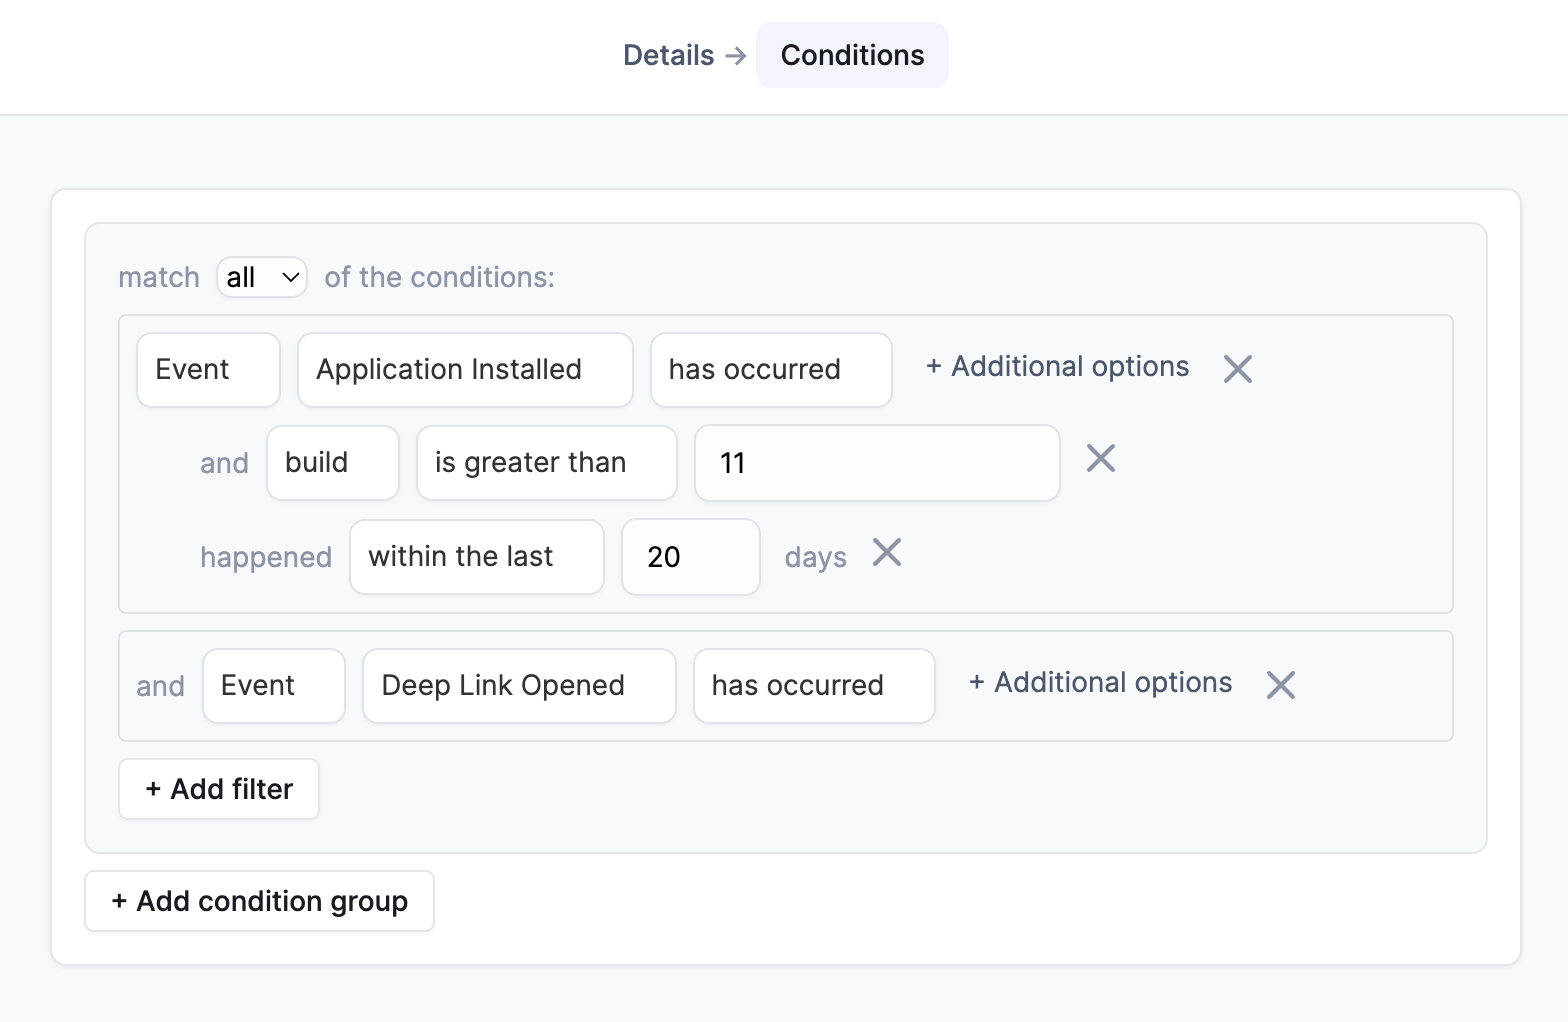 Details → Conditions
match all of the conditions:
Event Application Installed has occurred + Additional options
and build is greater than 11
happened within the last 20 days
and Event Deep Link Opened has occurred + Additional options
+ Add filter
+ Add condition group